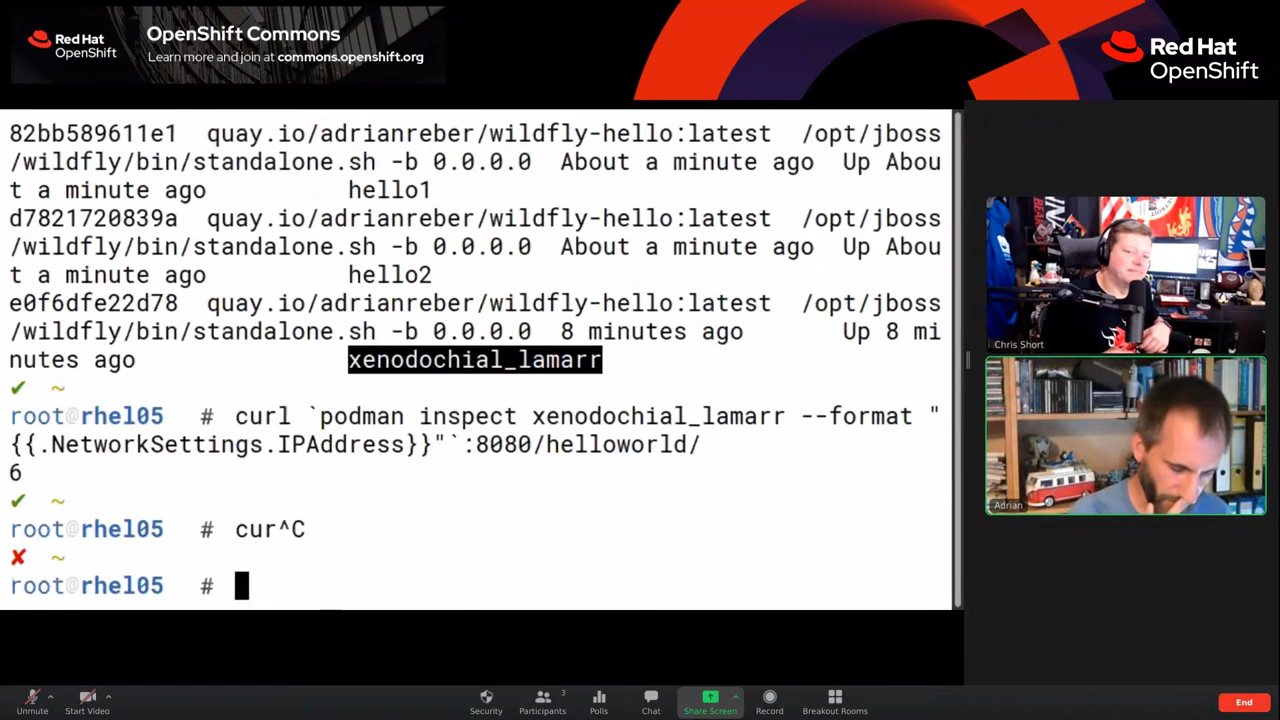 Red Hat
OpenShift
OpenShift Commons
Learn more and join at commons.openshift.org
Red Hat
OpenShift
82bb589611e1  quay.io/adrianreber/wildfly-hello:latest  /opt/jboss
/wildfly/bin/standalone.sh -b 0.0.0.0  About a minute ago  Up Abou
t a minute ago            hello1
d7821720839a  quay.io/adrianreber/wildfly-hello:latest  /opt/jboss
/wildfly/bin/standalone.sh -b 0.0.0.0  About a minute ago  Up Abou
t a minute ago            hello2
e0f6dfe22d78  quay.io/adrianreber/wildfly-hello:latest  /opt/jboss
/wildfly/bin/standalone.sh -b 0.0.0.0  8 minutes ago       Up 8 mi
nutes ago                 xenodochial_lamarr
✔ ~
root@rhel05 # curl `podman inspect xenodochial_lamarr --format "
{{.NetworkSettings.IPAddress}}"`:8080/helloworld/
6
✔ ~
root@rhel05 # cur^C
✘ ~
root@rhel05 #
Chris Short
Adrian
Unmute
Start Video
Security
Participants
3
Polls
Chat
Share Screen
Record
Breakout Rooms
End